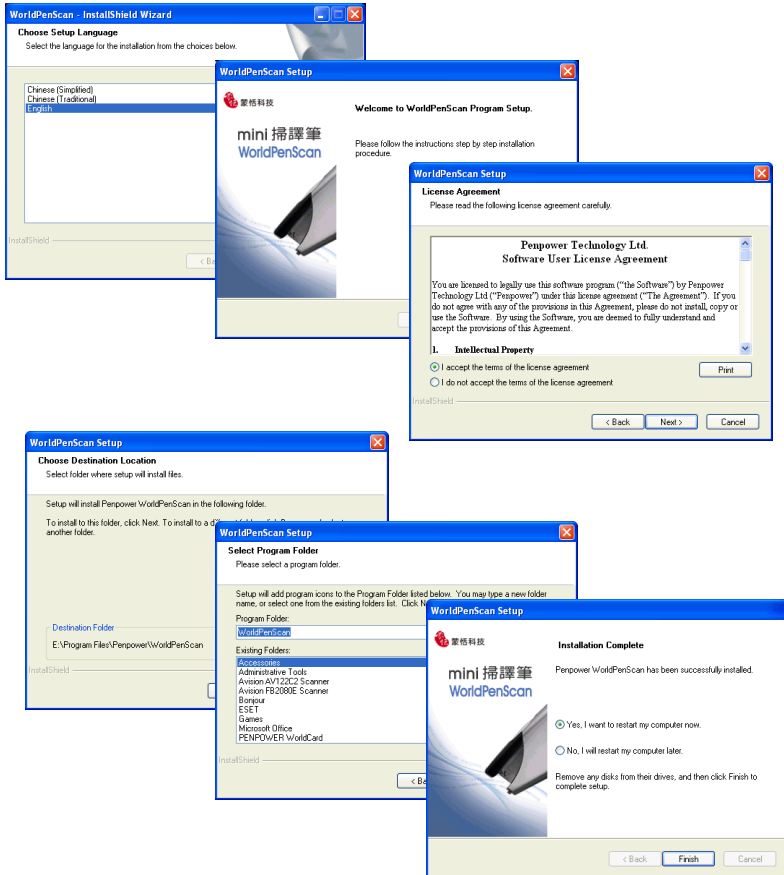 WorldPenScan - InstallShield Wizard
Choose Setup Language
Select the language for the installation from the choices below.
Chinese (Simplified)
Chinese (Traditional)
English
InstallShield
< Ba
WorldPenScan Setup
蒙恬科技
mini 掃譯筆
WorldPenScan
Welcome to WorldPenScan Program Setup.
Please follow the instructions step by step installation
procedure.
WorldPenScan Setup
License Agreement
Please read the following license agreement carefully.
Penpower Technology Ltd.
Software User License Agreement
You are licensed to legally use this software program ("the Software") by Penpower
Technology Ltd ("Penpower") under this license agreement ("The Agreement"). If you
do not agree with any of the provisions in this Agreement, please do not install, copy or
use the Software. By using the Software, you are deemed to fully understand and
accept the provisions of this Agreement.
1. Intellectual Property
I accept the terms of the license agreement
Print
I do not accept the terms of the license agreement
InstallShield
< Back Next > Cancel
WorldPenScan Setup
Choose Destination Location
Select folder where setup will install files.
Setup will install Penpower WorldPenScan in the following folder.
To install to this folder, click Next. To install to a
another folder.
Destination Folder
E:\Program Files\Penpower\WorldPenScan
InstallShield
WorldPenScan Setup
Select Program Folder
Please select a program folder.
Setup will add program icons to the Program Folder listed below. You may type a new folder
name, or select one from the existing folders list. Click N
Program Folder:
WorldPenScan
Existing Folders:
Accessories
Administrative Tools
Avision AV122C2 Scanner
Avision FB2080E Scanner
Bonjour
ESET
Games
Microsoft Office
PENPOWER WorldCard
InstallShield
< Ba
WorldPenScan Setup
蒙恬科技
mini 掃譯筆
WorldPenScan
Installation Complete
Penpower WorldPenScan has been successfully installed.
Yes, I want to restart my computer now.
No, I will restart my computer later.
Remove any disks from their drives, and then click Finish to
complete setup.
< Back Finish Cancel